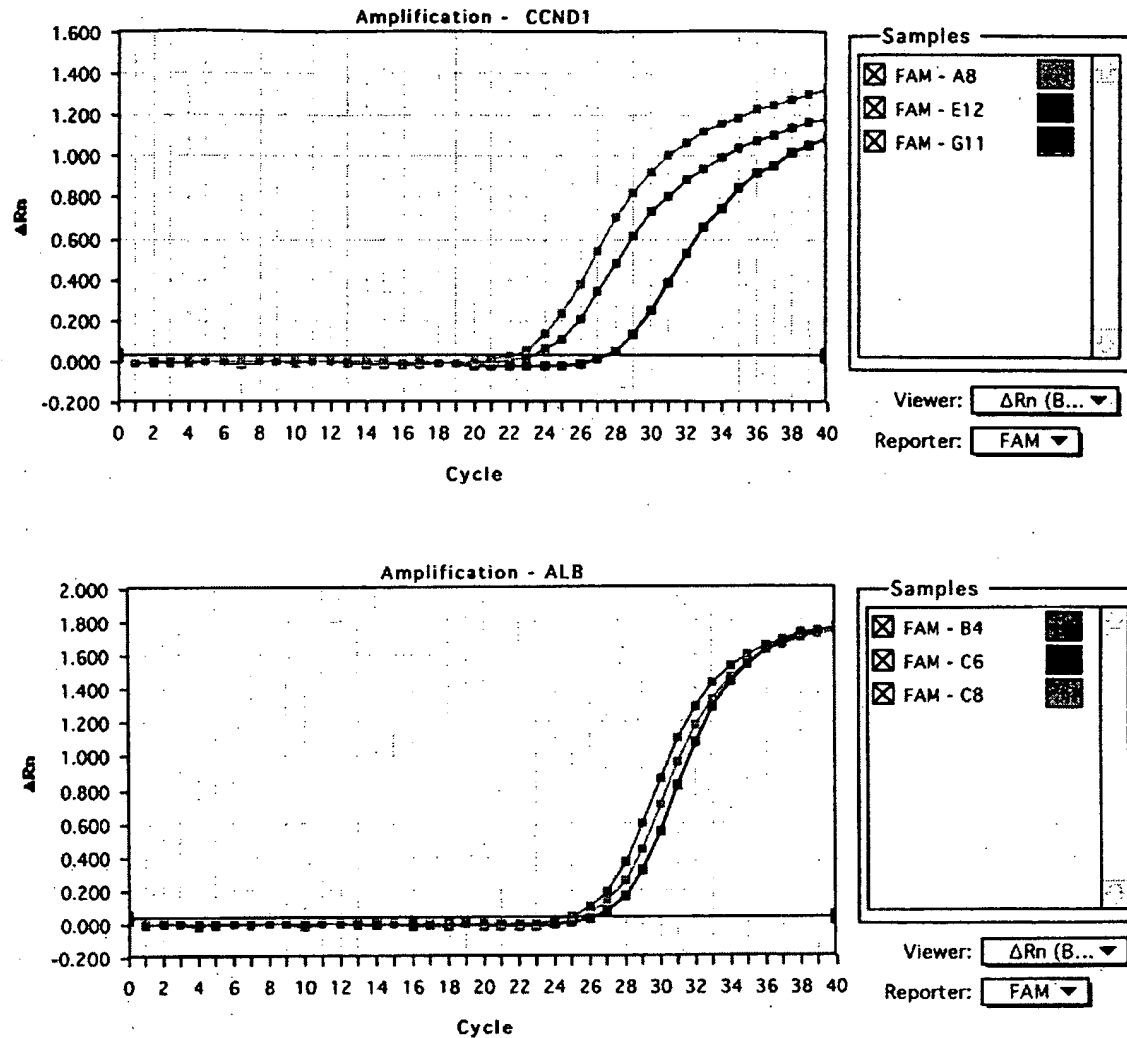 Amplification - CCND1
1.600
1.400
1.200
1.000
0.800
0.600
0.400
0.200
0.000
-0.200
ΔRn
0 2 4 6 8 10 12 14 16 18 20 22 24 26 28 30 32 34 36 38 40
Cycle
Samples
FAM - A8
FAM - E12
FAM - G11
Viewer: ΔRn (B...
Reporter: FAM
Amplification - ALB
2.000
1.800
1.600
1.400
1.200
1.000
0.800
0.600
0.400
0.200
0.000
-0.200
ΔRn
0 2 4 6 8 10 12 14 16 18 20 22 24 26 28 30 32 34 36 38 40
Cycle
Samples
FAM - B4
FAM - C6
FAM - C8
Viewer: ΔRn (B...
Reporter: FAM